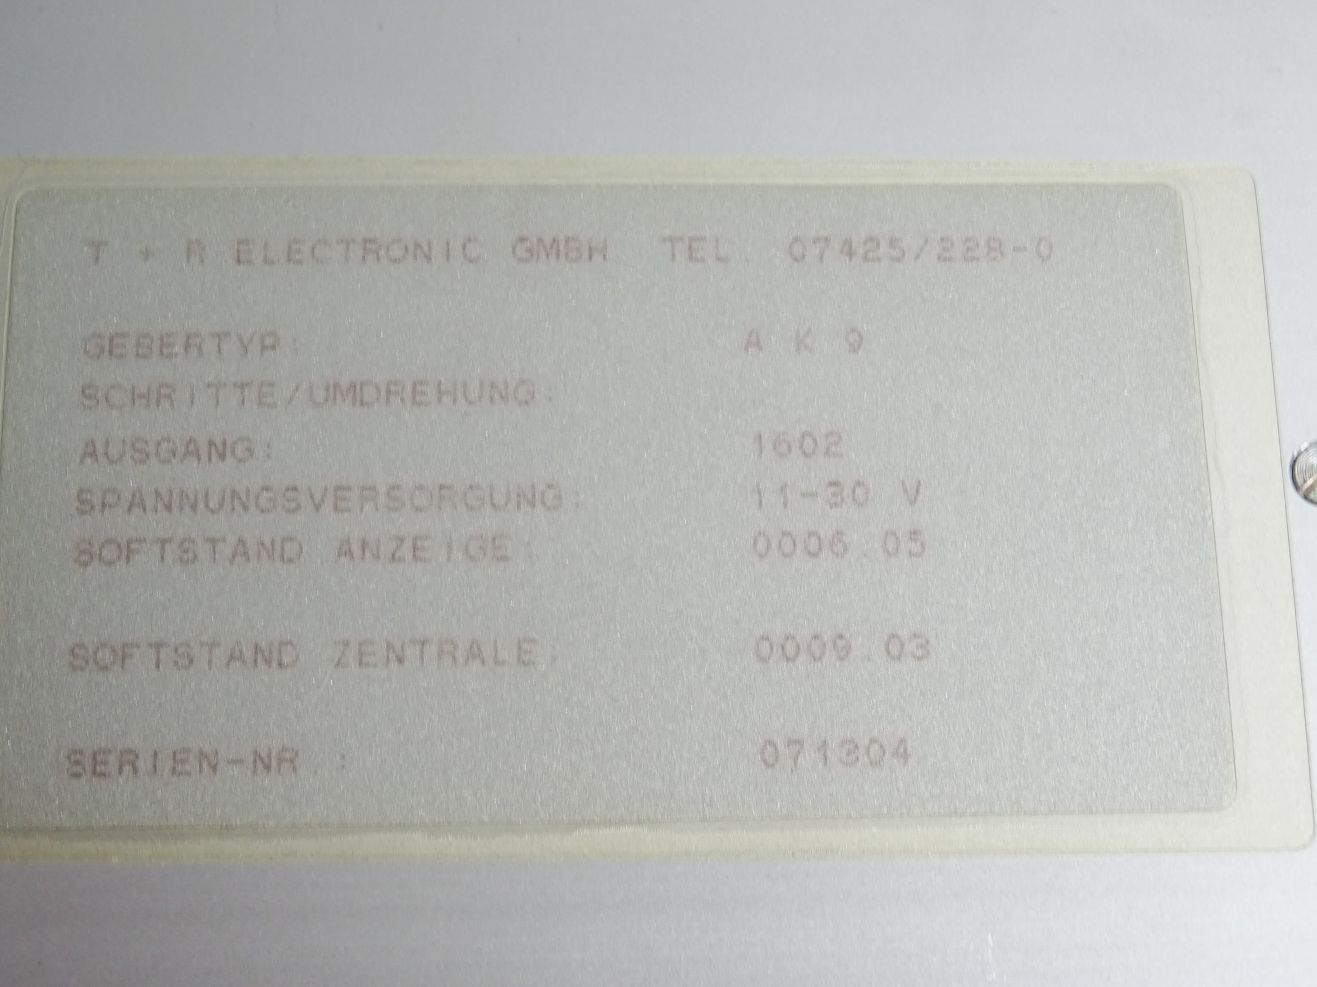 T + R ELECTRONIC GMBH TEL. 07425/228-0
GEBERTYP: A K 9
SCHRITTE/UMDREHUNG:
AUSGANG: 1602
SPANNUNGSVERSORGUNG: 11-30 V
SOFTSTAND ANZEIGE: 0006.05
SOFTSTAND ZENTRALE: 0009.03
SERIEN-NR.: 071304